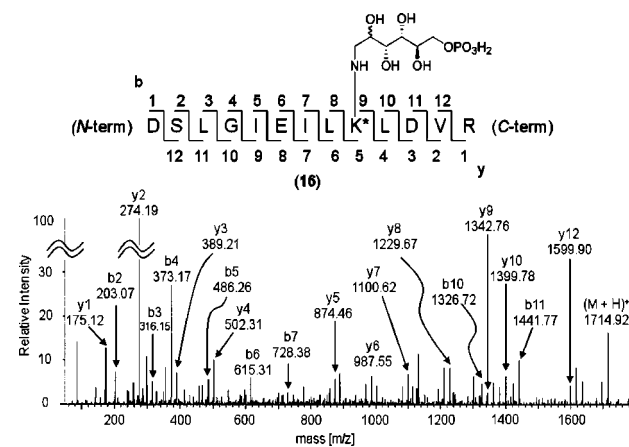 OH OH
OPO₃H₂
OH OH
NH
b
1 2 3 4 5 6 7 8 9 10 11 12
(N-term) D S L G I E I L K* L D V R (C-term)
12 11 10 9 8 7 6 5 4 3 2 1
y
(16)
Relative Intensity
100
30
20
10
0
y1
175.12
b2
203.07
y2
274.19
b3
316.15
b4
373.17
y3
389.21
b5
486.26
y4
502.31
b6
615.31
b7
728.38
y5
874.46
y6
987.55
y7
1100.62
y8
1229.67
b10
1326.72
y9
1342.76
y10
1399.78
b11
1441.77
y12
1599.90
(M + H)⁺
1714.92
200 400 600 800 1000 1200 1400 1600 1800
mass [m/z]